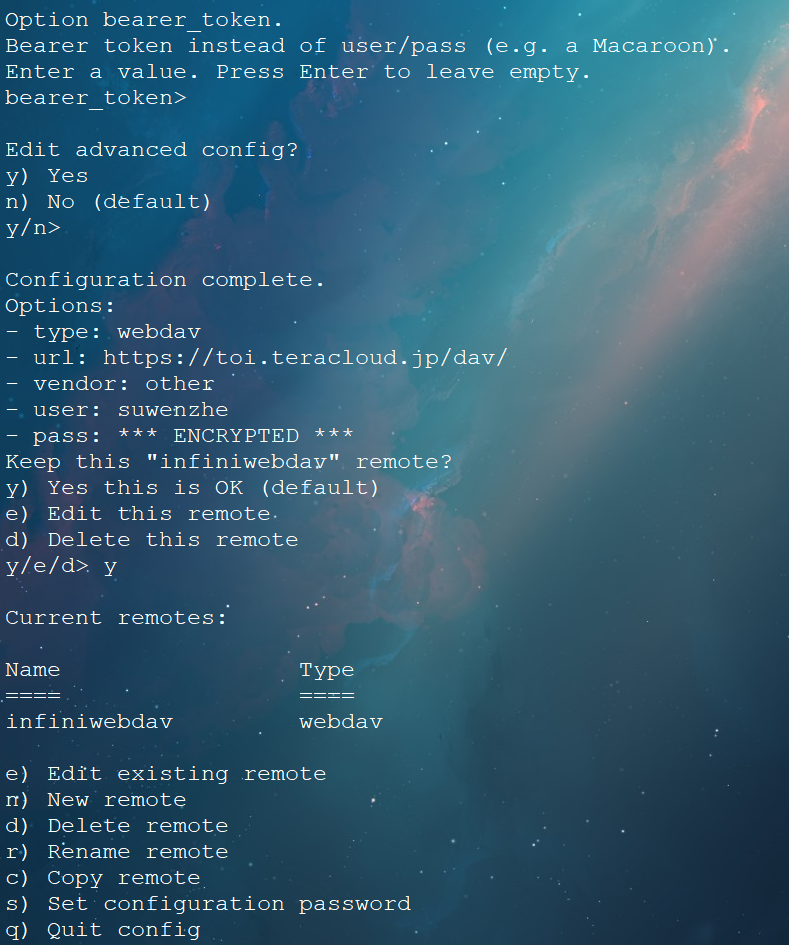 Option bearer_token.
Bearer token instead of user/pass (e.g. a Macaroon).
Enter a value. Press Enter to leave empty.
bearer_token>
Edit advanced config?
y) Yes
n) No (default)
y/n>
Configuration complete.
Options:
- type: webdav
- url: https://toi.teracloud.jp/dav/
- vendor: other
- user: suwenzhe
- pass: *** ENCRYPTED ***
Keep this "infiniwebdav" remote?
y) Yes this is OK (default)
e) Edit this remote
d) Delete this remote
y/e/d> y
Current remotes:
Name Type
==== ====
infiniwebdav webdav
e) Edit existing remote
n) New remote
d) Delete remote
r) Rename remote
c) Copy remote
s) Set configuration password
q) Quit config